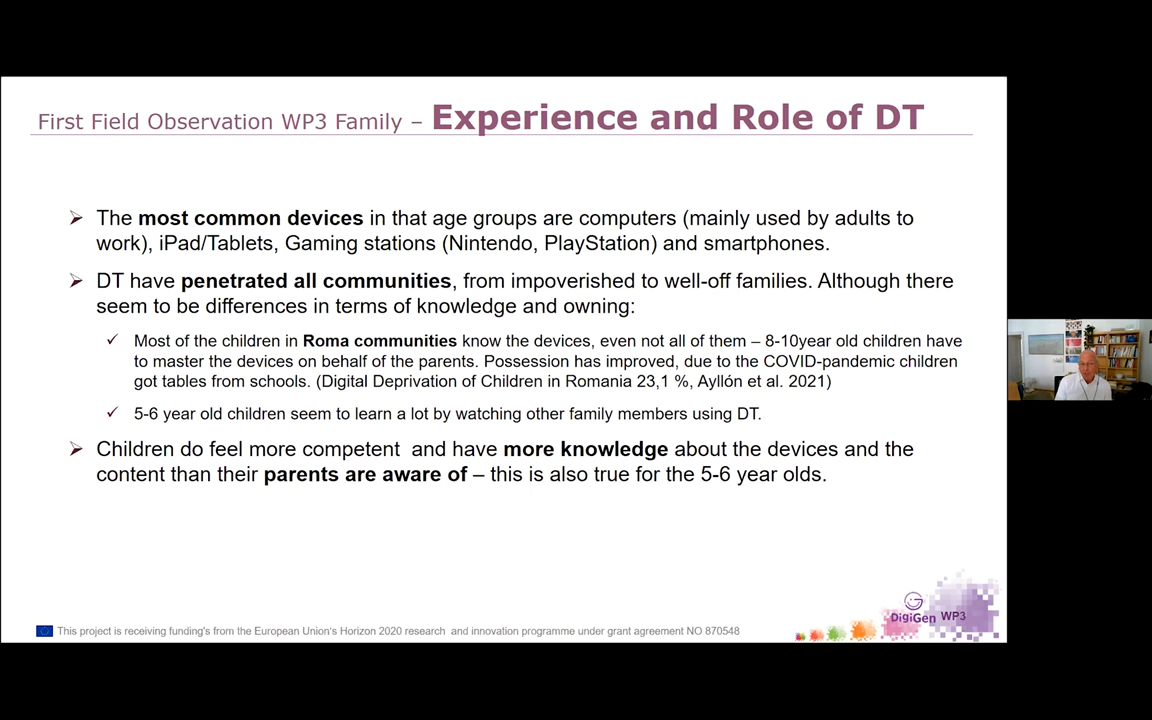 First Field Observation WP3 Family – Experience and Role of DT
The most common devices in that age groups are computers (mainly used by adults to
work), iPad/Tablets, Gaming stations (Nintendo, PlayStation) and smartphones.
DT have penetrated all communities, from impoverished to well-off families. Although there
seem to be differences in terms of knowledge and owning:
Most of the children in Roma communities know the devices, even not all of them – 8-10year old children have
to master the devices on behalf of the parents. Possession has improved, due to the COVID-pandemic children
got tables from schools. (Digital Deprivation of Children in Romania 23,1 %, Ayllón et al. 2021)
5-6 year old children seem to learn a lot by watching other family members using DT.
Children do feel more competent and have more knowledge about the devices and the
content than their parents are aware of – this is also true for the 5-6 year olds.
DigiGen WP3
This project is receiving funding's from the European Union's Horizon 2020 research and innovation programme under grant agreement NO 870548